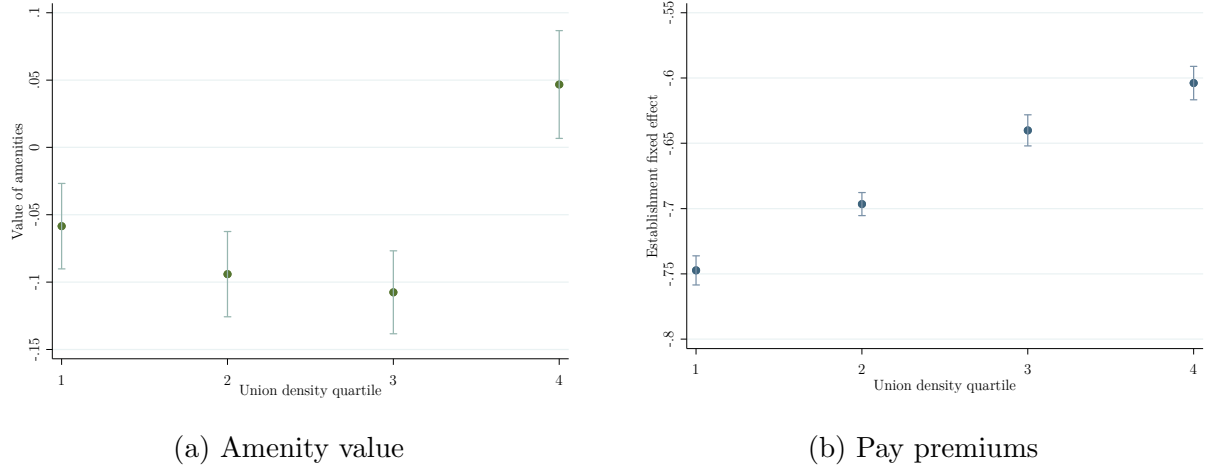 .1
.05
0
-.05
-.1
-.15
Value of amenities
1 2 3 4
Union density quartile
(a) Amenity value
-.55
-.6
-.65
-.7
-.75
-.8
Establishment fixed effect
1 2 3 4
Union density quartile
(b) Pay premiums